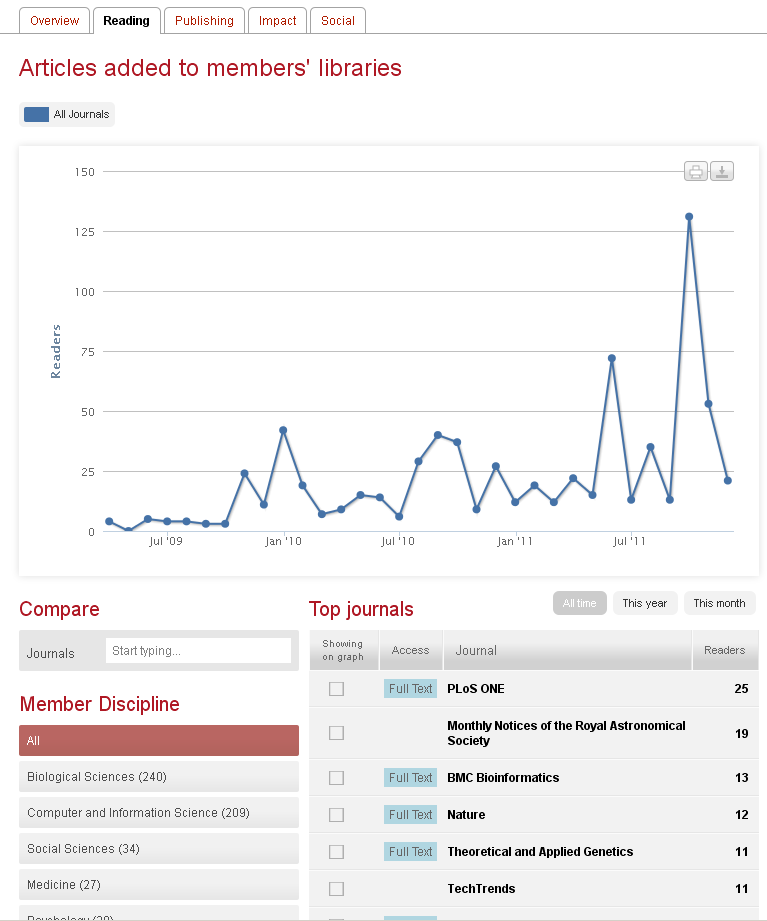 Overview Reading Publishing Impact Social
Articles added to members' libraries
All Journals
150
125
100
75
50
25
0
Readers
Jul '09 Jan '10 Jul '10 Jan '11 Jul '11
Compare
Journals Start typing...
Member Discipline
All
Biological Sciences (240)
Computer and Information Science (209)
Social Sciences (34)
Medicine (27)
Top journals All time This year This month
Showing on graph Access Journal Readers
Full Text PLoS ONE 25
Monthly Notices of the Royal Astronomical
Society 19
Full Text BMC Bioinformatics 13
Full Text Nature 12
Full Text Theoretical and Applied Genetics 11
TechTrends 11